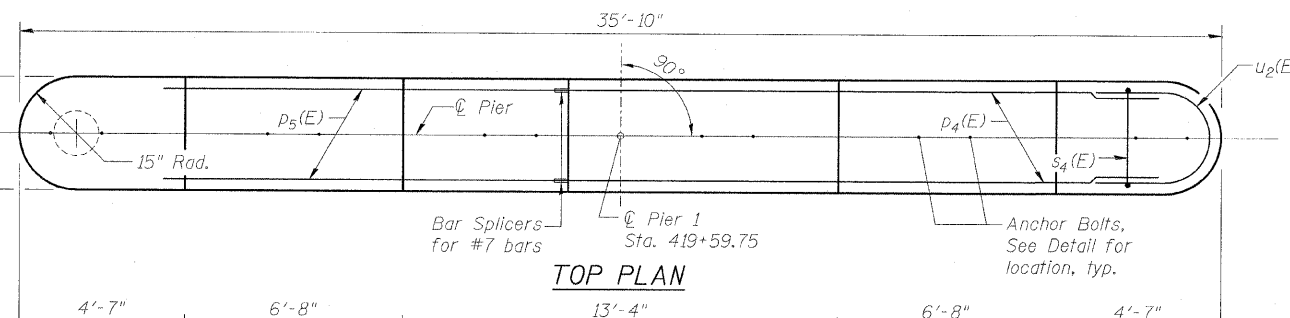 35'-10"
90°
u₂(E
p₅(E)
℄ Pier
p₄(E)
15" Rad.
s₄(E)
Bar Splicers
for #7 bars
℄ Pier 1
Sta. 419+59.75
Anchor Bolts,
See Detail for
location, typ.
TOP PLAN
4'-7"
6'-8"
13'-4"
6'-8"
4'-7"